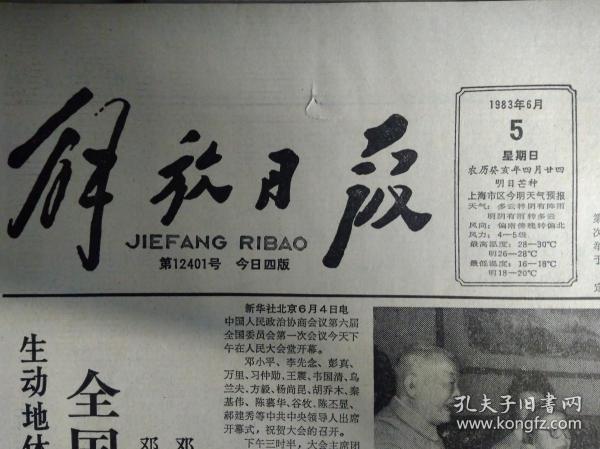 解放日报
JIEFANG RIBAO
第12401号 今日四版
1983年6月
5
星期日
农历癸亥年四月廿四
明日芒种
上海市区今明天气预报
天气：多云转阴有阵雨
明阴有雨转多云
风向：偏南傍晚转偏北
风力：4—5级
最高温度：28—30℃
明26—28℃
最低温度：16—18℃
明18—20℃
生动地体
全国
新华社北京6月4日电
中国人民政治协商会议第六届
全国委员会第一次会议今天下
午在人民大会堂开幕。
邓小平、李先念、彭真、
万里、习仲勋、王震、韦国清、乌
兰夫、方毅、杨尚昆、胡乔木、秦
基伟、陈慕华、谷牧、陈丕显、
郝建秀等中共中央领导人出席
开幕式，祝贺大会的召开。
下午三时半，大会主席团
邓
邓
第
次
年
于
定
孔夫子旧书网
www.kongfz.com